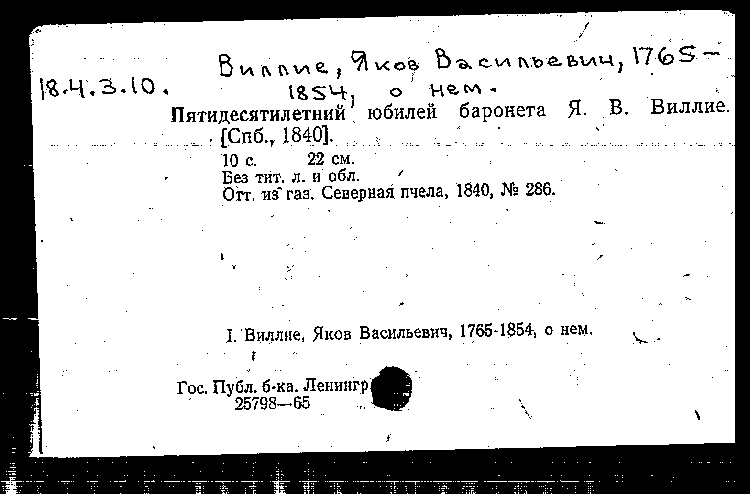 Виллие, Яков Васильевич, 1765-
1854, о нем.
18.4.3.10.
Пятидесятилетний юбилей баронета Я. В. Виллие.
[Спб., 1840].
10 с. 22 см.
Без тит. л. и обл.
Отт. из газ. Северная пчела, 1840, № 286.
I. Виллие, Яков Васильевич, 1765-1854, о нем.
Гос. Публ. б-ка. Ленингр
25798—65